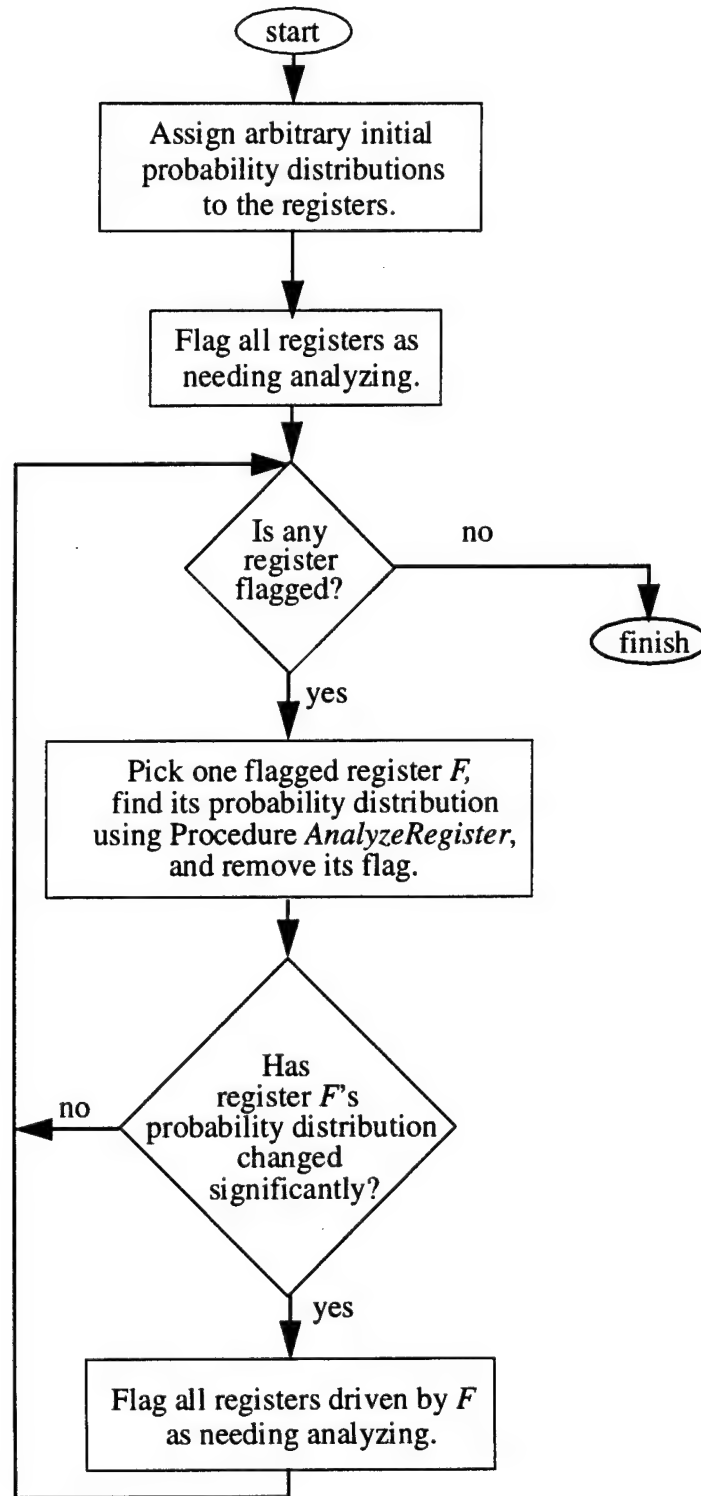 start
Assign arbitrary initial
probability distributions
to the registers.
Flag all registers as
needing analyzing.
Is any
register
flagged?
no
finish
yes
Pick one flagged register F,
find its probability distribution
using Procedure AnalyzeRegister,
and remove its flag.
Has
register F's
probability distribution
changed
significantly?
no
yes
Flag all registers driven by F
as needing analyzing.